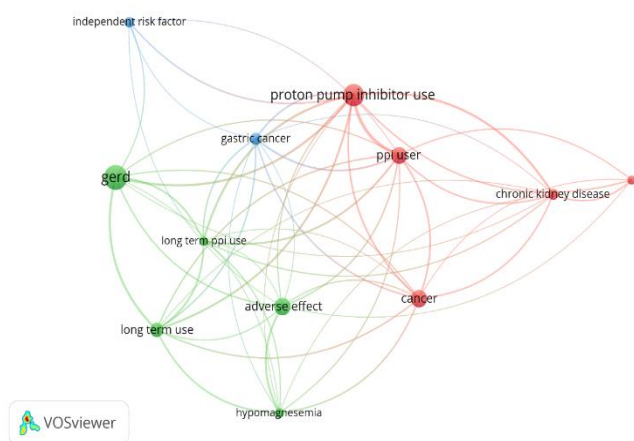 independent risk factor
proton pump inhibitor use
gastric cancer
ppi user
gerd
chronic kidney disease
long term ppi use
cancer
adverse effect
long term use
hypomagnesemia
VOSviewer